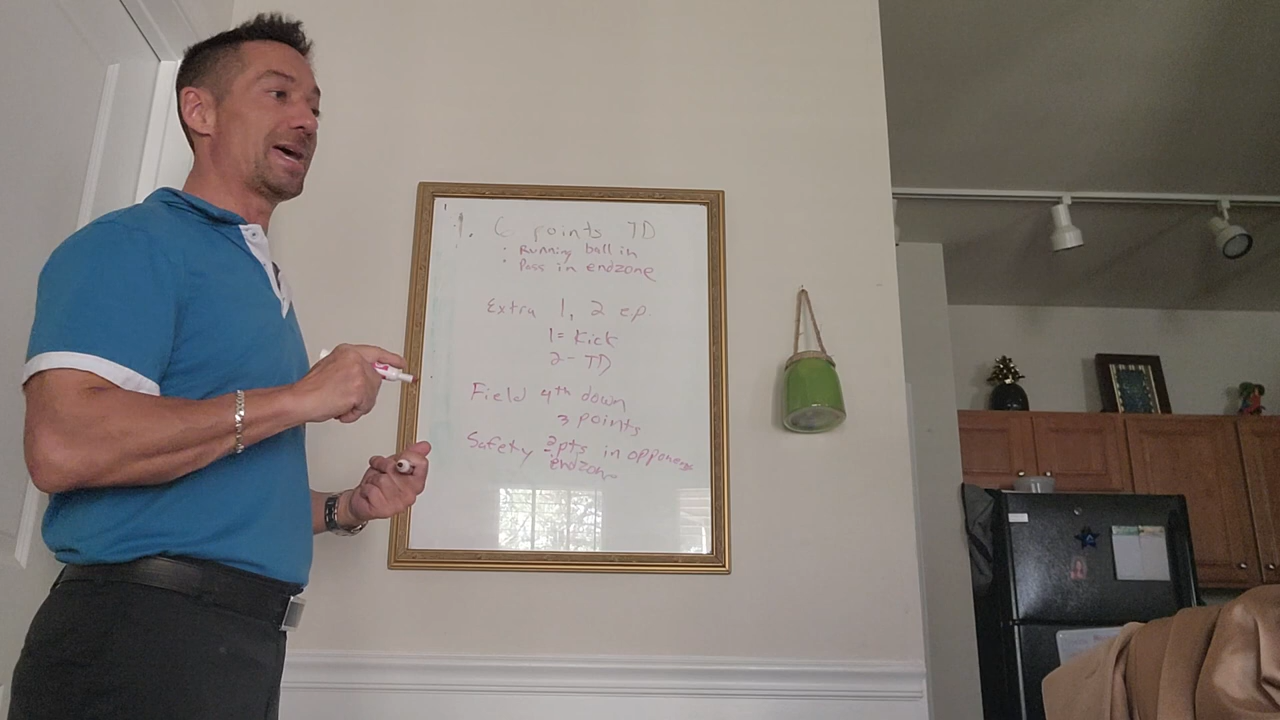 1. 6 points TD
: Running ball in
: Pass in endzone
Extra 1, 2 e.p.
1= Kick
2- TD
Field 4th down
3 points
Safety 2pts in opponents
endzone